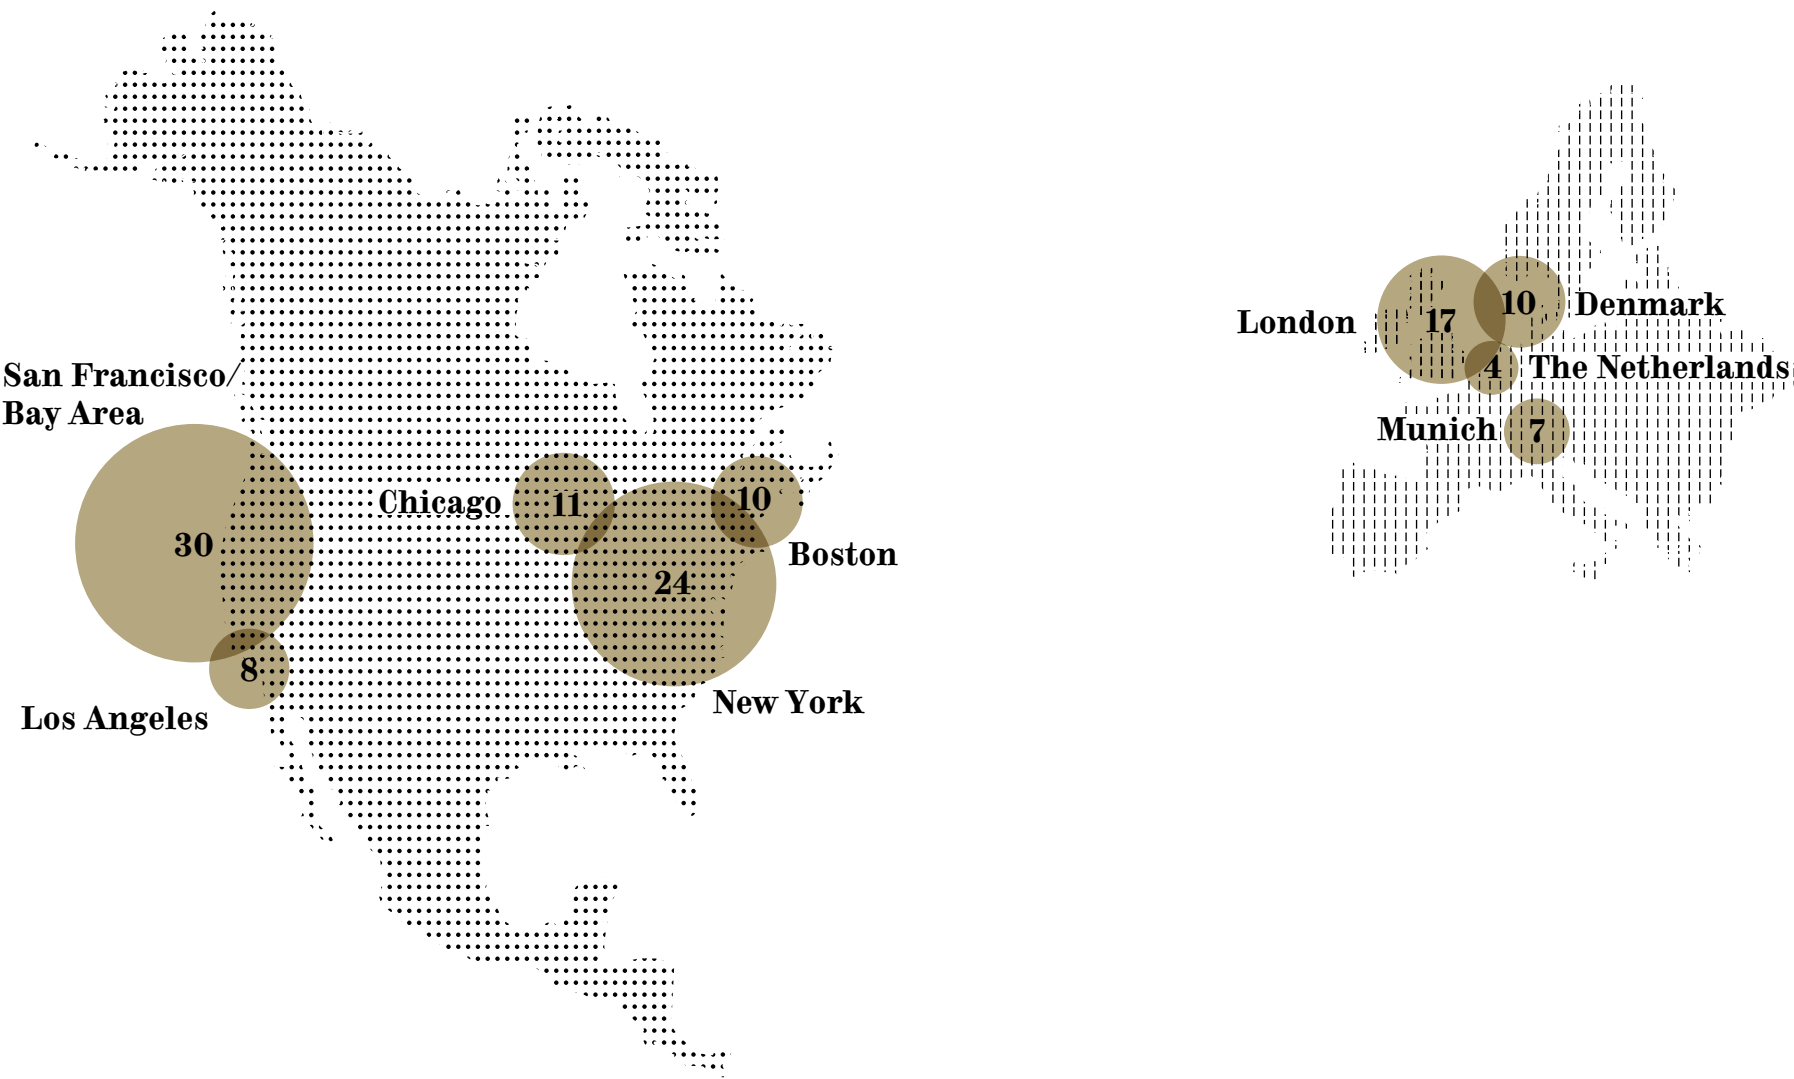 San Francisco/
Bay Area
30
8
Los Angeles
Chicago
11
10
Boston
24
New York
London
17
10
Denmark
4
The Netherlands
Munich
7